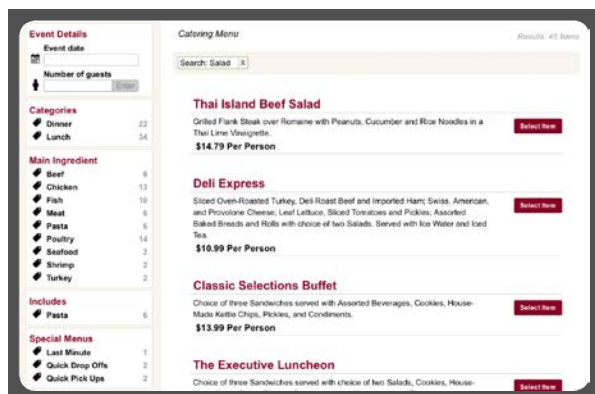 Event Details
Event date
Number of guests
Enter
Categories
Dinner 22
Lunch 34
Main Ingredient
Beef 6
Chicken 13
Fish 10
Meat 6
Pasta 6
Poultry 14
Seafood 2
Shrimp 2
Turkey 2
Includes
Pasta 6
Special Menus
Last Minute 1
Quick Drop Offs 2
Quick Pick Ups 2
Catering Menu
Results: 45 Items
Search: Salad X
Thai Island Beef Salad
Grilled Flank Steak over Romaine with Peanuts, Cucumber and Rice Noodles in a
Thai Lime Vinaigrette.
$14.79 Per Person
Select Item
Deli Express
Sliced Oven-Roasted Turkey, Deli Roast Beef and Imported Ham; Swiss, American,
and Provolone Cheese; Leaf Lettuce, Sliced Tomatoes and Pickles; Assorted
Baked Breads and Rolls with choice of two Salads. Served with Ice Water and Iced
Tea.
$10.99 Per Person
Select Item
Classic Selections Buffet
Choice of three Sandwiches served with Assorted Beverages, Cookies, House-
Made Kettle Chips, Pickles, and Condiments.
$13.99 Per Person
Select Item
The Executive Luncheon
Choice of three Sandwiches served with choice of two Salads, Cookies, House-
Select Item